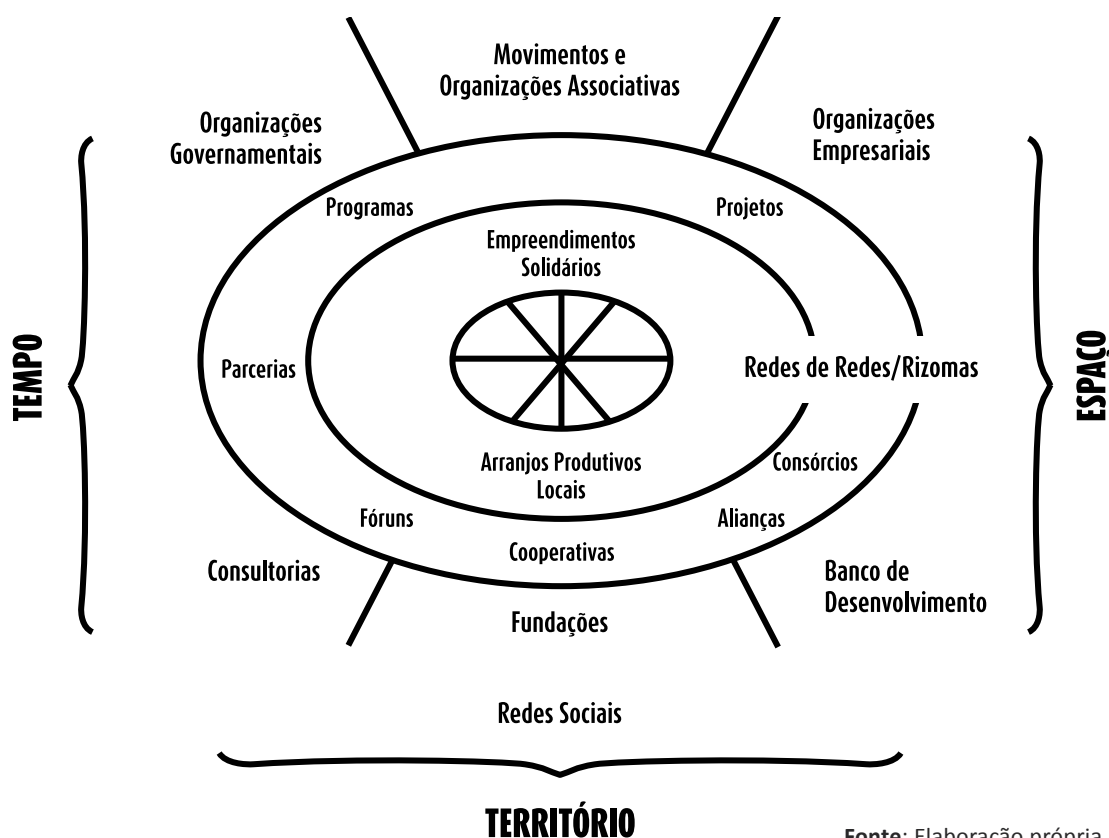 Movimentos e
Organizações Associativas
Organizações
Governamentais
Organizações
Empresariais
Programas
Projetos
Empreendimentos
Solidários
TEMPO
Parcerias
Redes de Redes/Rizomas
ESPAÇO
Arranjos Produtivos
Locais
Consórcios
Fóruns
Alianças
Cooperativas
Consultorias
Banco de
Desenvolvimento
Fundações
Redes Sociais
TERRITÓRIO
Fonte: Elaboração própria